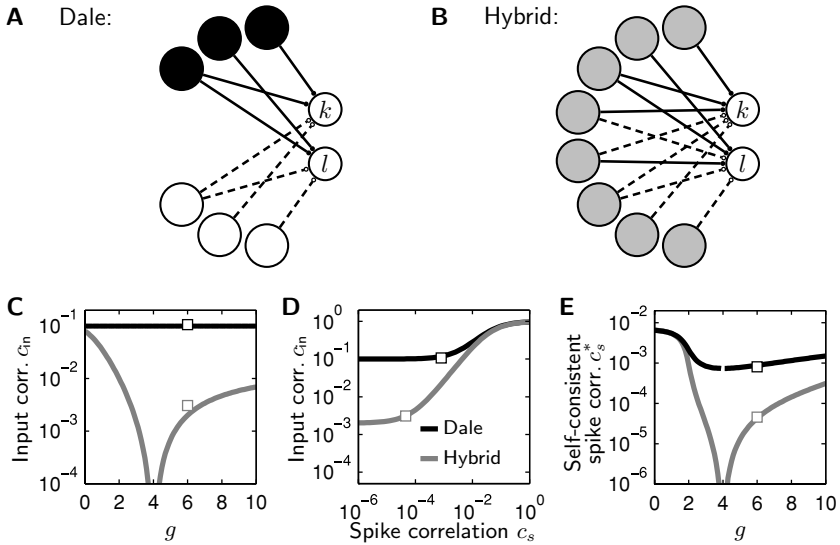 A Dale:
k
l
B Hybrid:
k
l
C
Input corr. c_in
10^-1
10^-2
10^-3
10^-4
0 2 4 6 8 10
g
D
Input corr. c_in
10^0
10^-1
10^-2
10^-3
10^-4
10^-6 10^-4 10^-2 10^0
Spike correlation c_s
Dale
Hybrid
E
Self-consistent
spike corr. c_s^*
10^-2
10^-3
10^-4
10^-5
10^-6
0 2 4 6 8 10
g